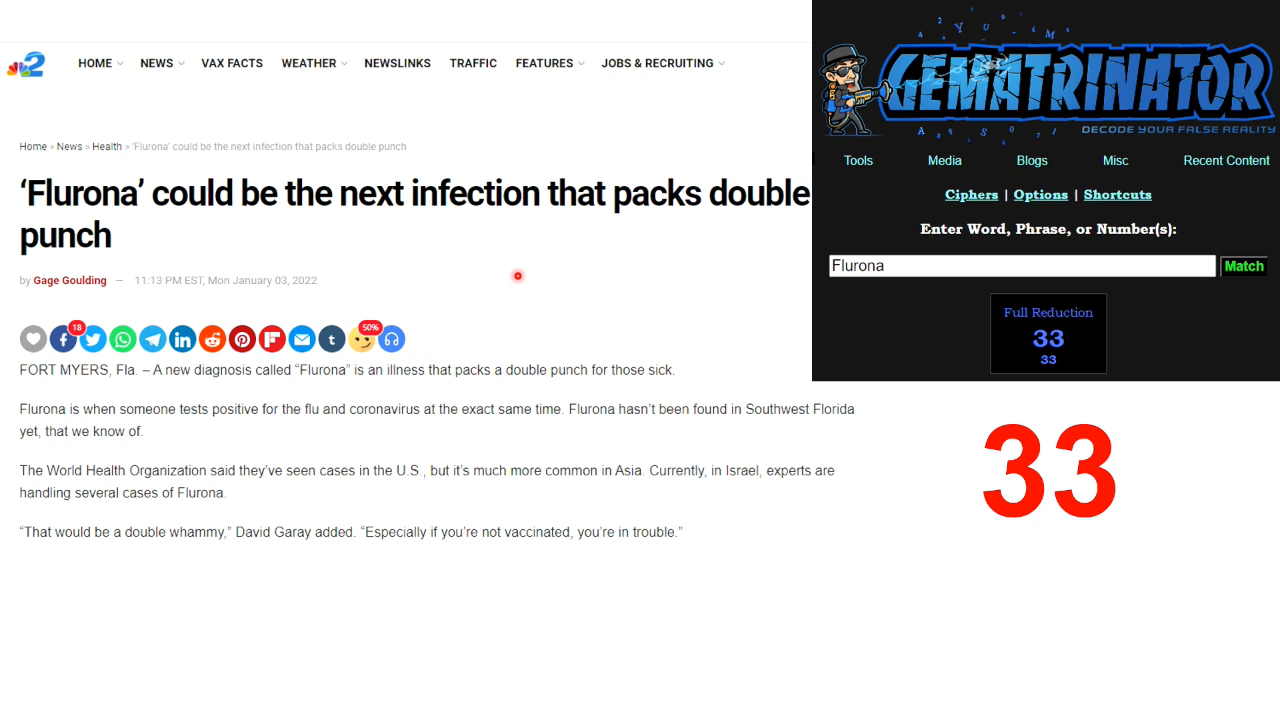 2
HOME NEWS VAX FACTS WEATHER NEWSLINKS TRAFFIC FEATURES JOBS & RECRUITING
Home » News » Health » 'Flurona' could be the next infection that packs double punch
‘Flurona’ could be the next infection that packs double
punch
by Gage Goulding — 11:13 PM EST, Mon January 03, 2022
18
50%
FORT MYERS, Fla. – A new diagnosis called “Flurona” is an illness that packs a double punch for those sick.
Flurona is when someone tests positive for the flu and coronavirus at the exact same time. Flurona hasn’t been found in Southwest Florida
yet, that we know of.
The World Health Organization said they’ve seen cases in the U.S., but it’s much more common in Asia. Currently, in Israel, experts are
handling several cases of Flurona.
“That would be a double whammy,” David Garay added. “Especially if you’re not vaccinated, you’re in trouble.”
GEMATRINATOR
DECODE YOUR FALSE REALITY
Tools Media Blogs Misc Recent Content
Ciphers | Options | Shortcuts
Enter Word, Phrase, or Number(s):
Flurona Match
Full Reduction
33
33
33